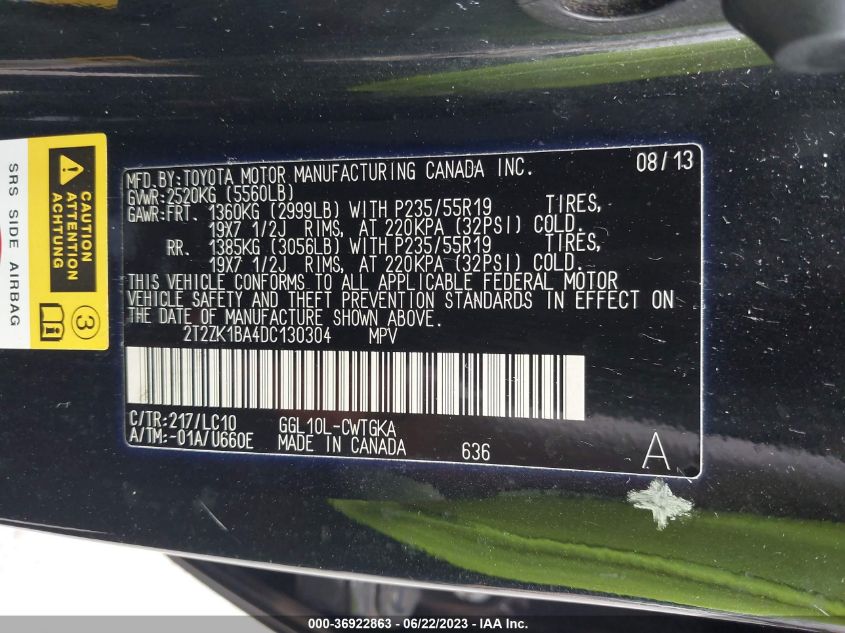 SRS SIDE AIRBAG
CAUTION
ATTENTION
ACHTUNG
3
MFD.BY:TOYOTA MOTOR MANUFACTURING CANADA INC. 08/13
GVWR:2520KG (5560LB)
GAWR:FRT. 1360KG (2999LB) WITH P235/55R19 TIRES,
19X7 1/2J RIMS, AT 220KPA (32PSI) COLD.
RR. 1385KG (3056LB) WITH P235/55R19 TIRES,
19X7 1/2J RIMS, AT 220KPA (32PSI) COLD.
THIS VEHICLE CONFORMS TO ALL APPLICABLE FEDERAL MOTOR
VEHICLE SAFETY AND THEFT PREVENTION STANDARDS IN EFFECT ON
THE DATE OF MANUFACTURE SHOWN ABOVE.
2T2ZK1BA4DC130304 MPV
C/TR:217/LC10 GGL10L-CWTGKA
A/TM:-01A/U660E MADE IN CANADA 636 A
000-36922863 - 06/22/2023 - IAAI.COM.